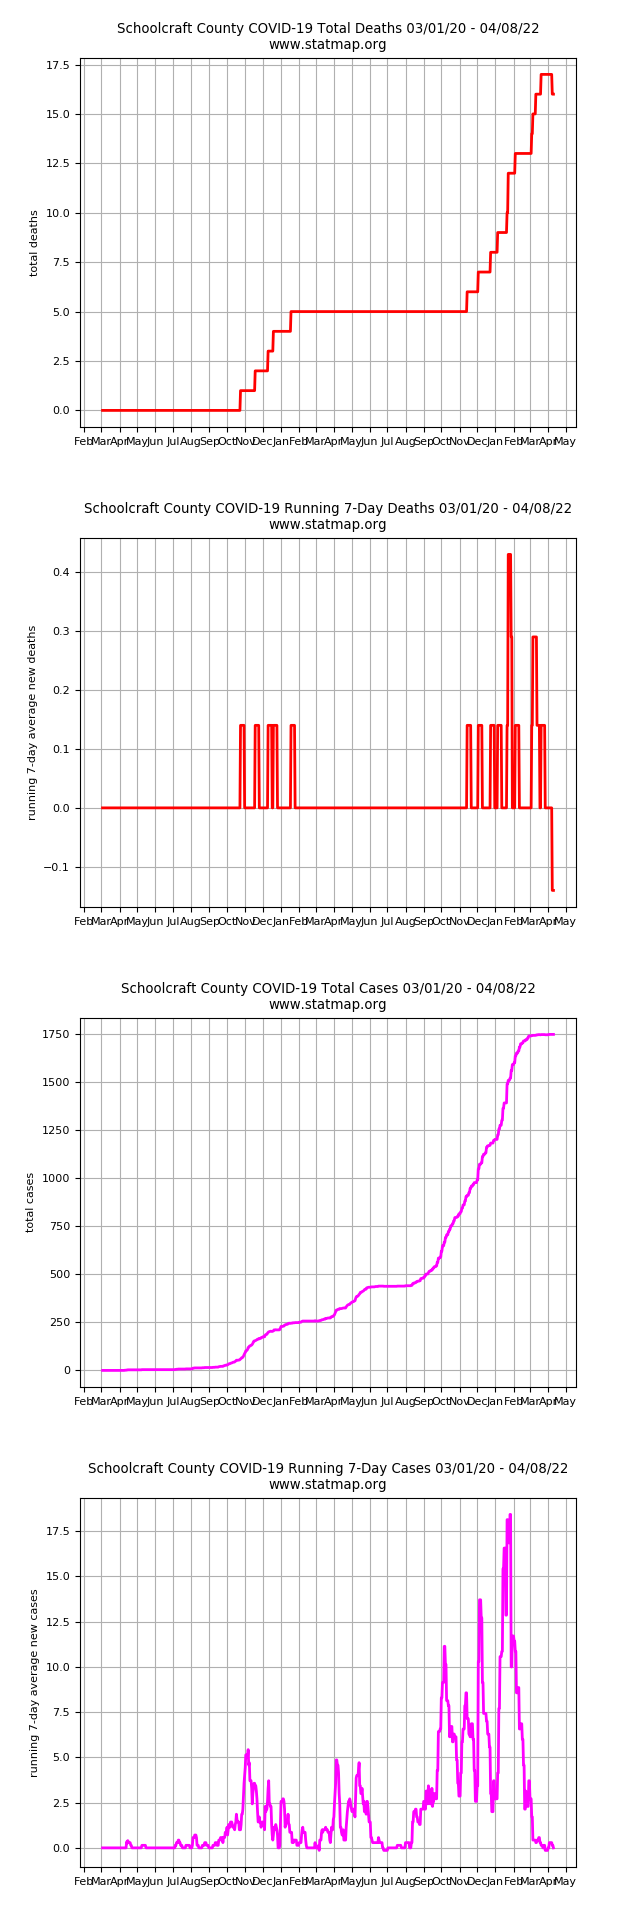 Schoolcraft County COVID-19 Total Deaths 03/01/20 - 04/08/22
www.statmap.org
17.5
15.0
12.5
10.0
7.5
5.0
2.5
0.0
total deaths
Feb Mar Apr May Jun Jul Aug Sep Oct Nov Dec Jan Feb Mar Apr May Jun Jul Aug Sep Oct Nov Dec Jan Feb Mar Apr May
Schoolcraft County COVID-19 Running 7-Day Deaths 03/01/20 - 04/08/22
www.statmap.org
0.4
0.3
0.2
0.1
0.0
−0.1
running 7-day average new deaths
Feb Mar Apr May Jun Jul Aug Sep Oct Nov Dec Jan Feb Mar Apr May Jun Jul Aug Sep Oct Nov Dec Jan Feb Mar Apr May
Schoolcraft County COVID-19 Total Cases 03/01/20 - 04/08/22
www.statmap.org
1750
1500
1250
1000
750
500
250
0
total cases
Feb Mar Apr May Jun Jul Aug Sep Oct Nov Dec Jan Feb Mar Apr May Jun Jul Aug Sep Oct Nov Dec Jan Feb Mar Apr May
Schoolcraft County COVID-19 Running 7-Day Cases 03/01/20 - 04/08/22
www.statmap.org
17.5
15.0
12.5
10.0
7.5
5.0
2.5
0.0
running 7-day average new cases
Feb Mar Apr May Jun Jul Aug Sep Oct Nov Dec Jan Feb Mar Apr May Jun Jul Aug Sep Oct Nov Dec Jan Feb Mar Apr May